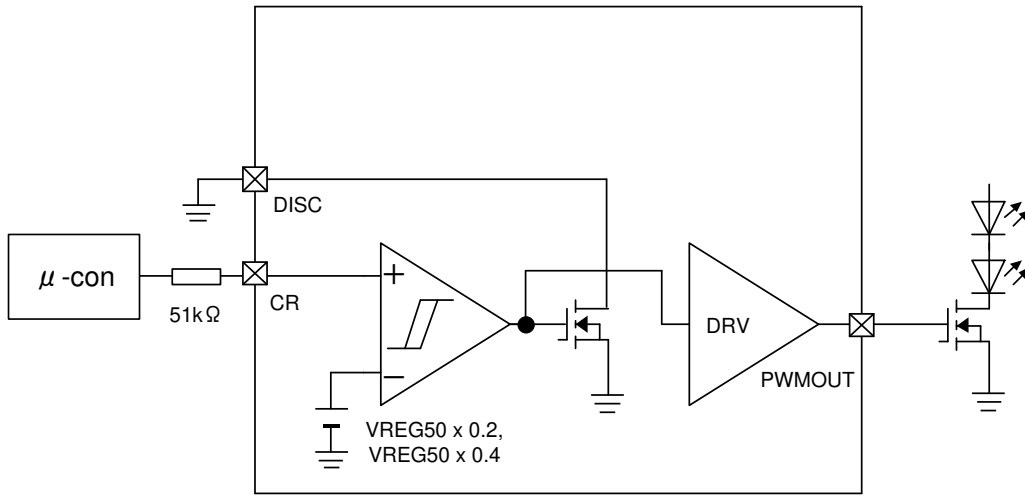 DISC
μ-con
51kΩ
CR
+
−
DRV
PWMOUT
VREG50 x 0.2,
VREG50 x 0.4